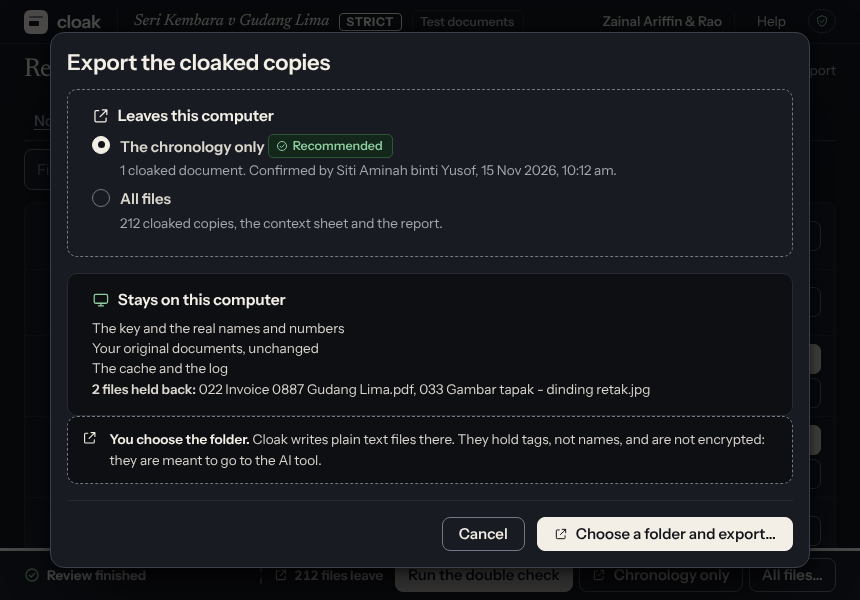 cloak
Seri Kembara v Gudang Lima
STRICT
Test documents
Zainal Ariffin & Rao
Help
Export the cloaked copies
Leaves this computer
The chronology only
Recommended
1 cloaked document. Confirmed by Siti Aminah binti Yusof, 15 Nov 2026, 10:12 am.
All files
212 cloaked copies, the context sheet and the report.
Stays on this computer
The key and the real names and numbers
Your original documents, unchanged
The cache and the log
2 files held back: 022 Invoice 0887 Gudang Lima.pdf, 033 Gambar tapak - dinding retak.jpg
You choose the folder. Cloak writes plain text files there. They hold tags, not names, and are not encrypted:
they are meant to go to the AI tool.
Cancel
Choose a folder and export...
Review finished
212 files leave
Run the double check
Chronology only
All files...